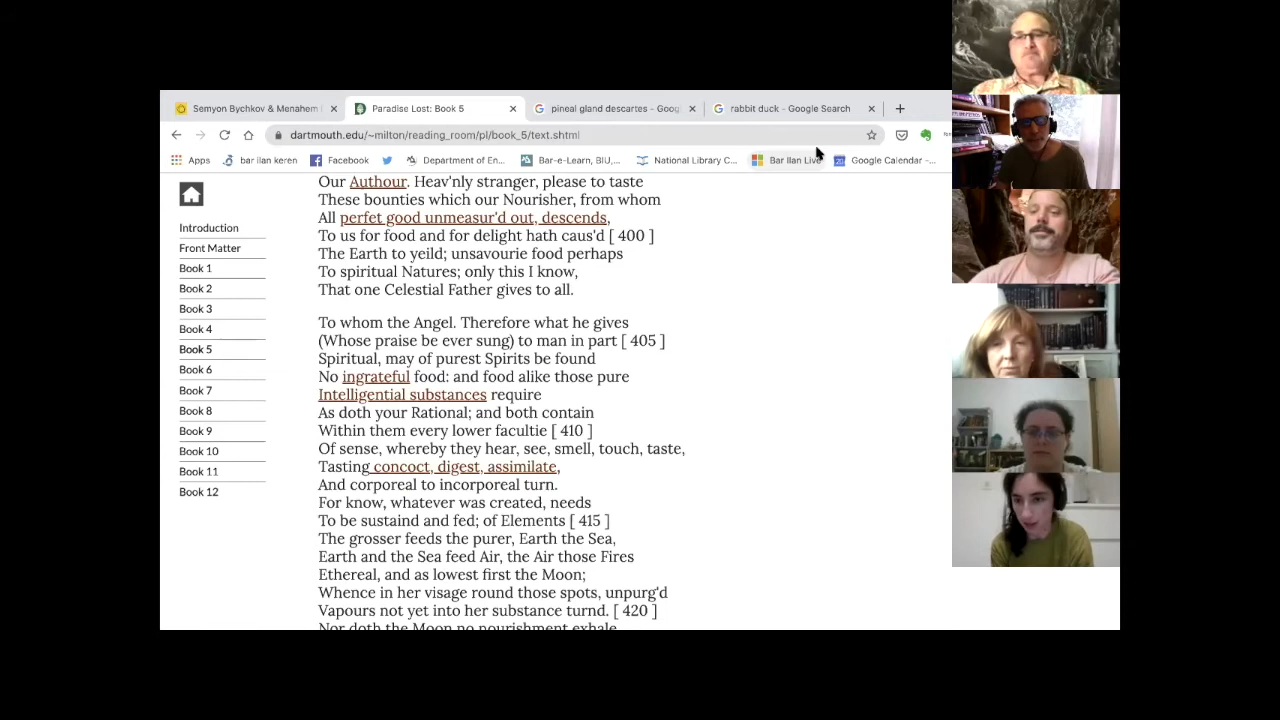 Semyon Bychkov & Menahem
Paradise Lost: Book 5
pineal gland descartes - Goog
rabbit duck - Google Search
dartmouth.edu/~milton/reading_room/pl/book_5/text.shtml
Apps
bar ilan keren
Facebook
Department of En...
Bar-e-Learn, BIU,...
National Library C...
Bar Ilan Live
Google Calendar -...
Introduction
Front Matter
Book 1
Book 2
Book 3
Book 4
Book 5
Book 6
Book 7
Book 8
Book 9
Book 10
Book 11
Book 12
Our Authour. Heav'nly stranger, please to taste
These bounties which our Nourisher, from whom
All perfet good unmeasur'd out, descends,
To us for food and for delight hath caus'd [ 400 ]
The Earth to yeild; unsavourie food perhaps
To spiritual Natures; only this I know,
That one Celestial Father gives to all.
To whom the Angel. Therefore what he gives
(Whose praise be ever sung) to man in part [ 405 ]
Spiritual, may of purest Spirits be found
No ingrateful food: and food alike those pure
Intelligential substances require
As doth your Rational; and both contain
Within them every lower facultie [ 410 ]
Of sense, whereby they hear, see, smell, touch, taste,
Tasting concoct, digest, assimilate,
And corporeal to incorporeal turn.
For know, whatever was created, needs
To be sustaind and fed; of Elements [ 415 ]
The grosser feeds the purer, Earth the Sea,
Earth and the Sea feed Air, the Air those Fires
Ethereal, and as lowest first the Moon;
Whence in her visage round those spots, unpurg'd
Vapours not yet into her substance turnd. [ 420 ]
Nor doth the Moon no nourishment exhale